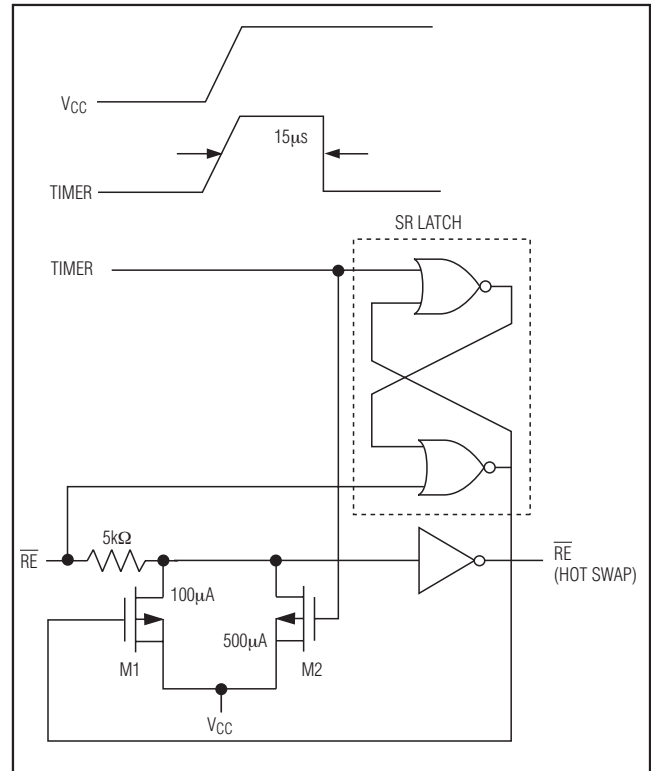 VCC
15µs
TIMER
TIMER
SR LATCH
5kΩ
RE
RE
(HOT SWAP)
100µA
500µA
M1
M2
VCC